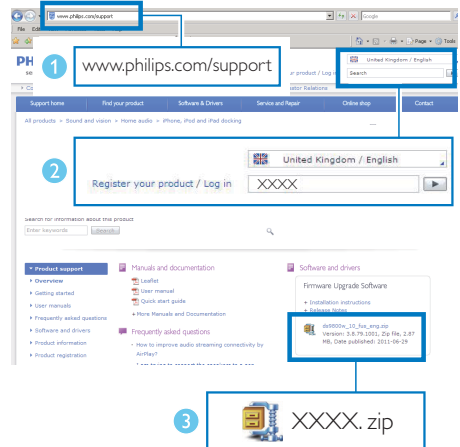 www.philips.com/support
Google
File
Page
Tools
PH
1
www.philips.com/support
United Kingdom / English
Search
Support home
Find your product
Software & Drivers
Service and Repair
Online shop
Contact
All products > Sound and vision > Home audio > iPhone, iPod and iPad docking
2
United Kingdom / English
Register your product / Log in
XXXX
Search for information about this product
Enter keywords
Search
Product support
Overview
Getting started
User manuals
Frequently asked questions
Software and drivers
Product information
Product registration
Manuals and documentation
Leaflet
User manual
Quick start guide
+ More Manuals and Documentation
Frequently asked questions
- How to improve audio streaming connectivity by
AirPlay?
Software and drivers
Firmware Upgrade Software
+ Installation instructions
+ Release Notes
ds9800w_10_fus_eng.zip
Version: 3.8.79.1001, Zip file, 2.87
MB, Date published: 2011-06-29
3
XXXX. zip